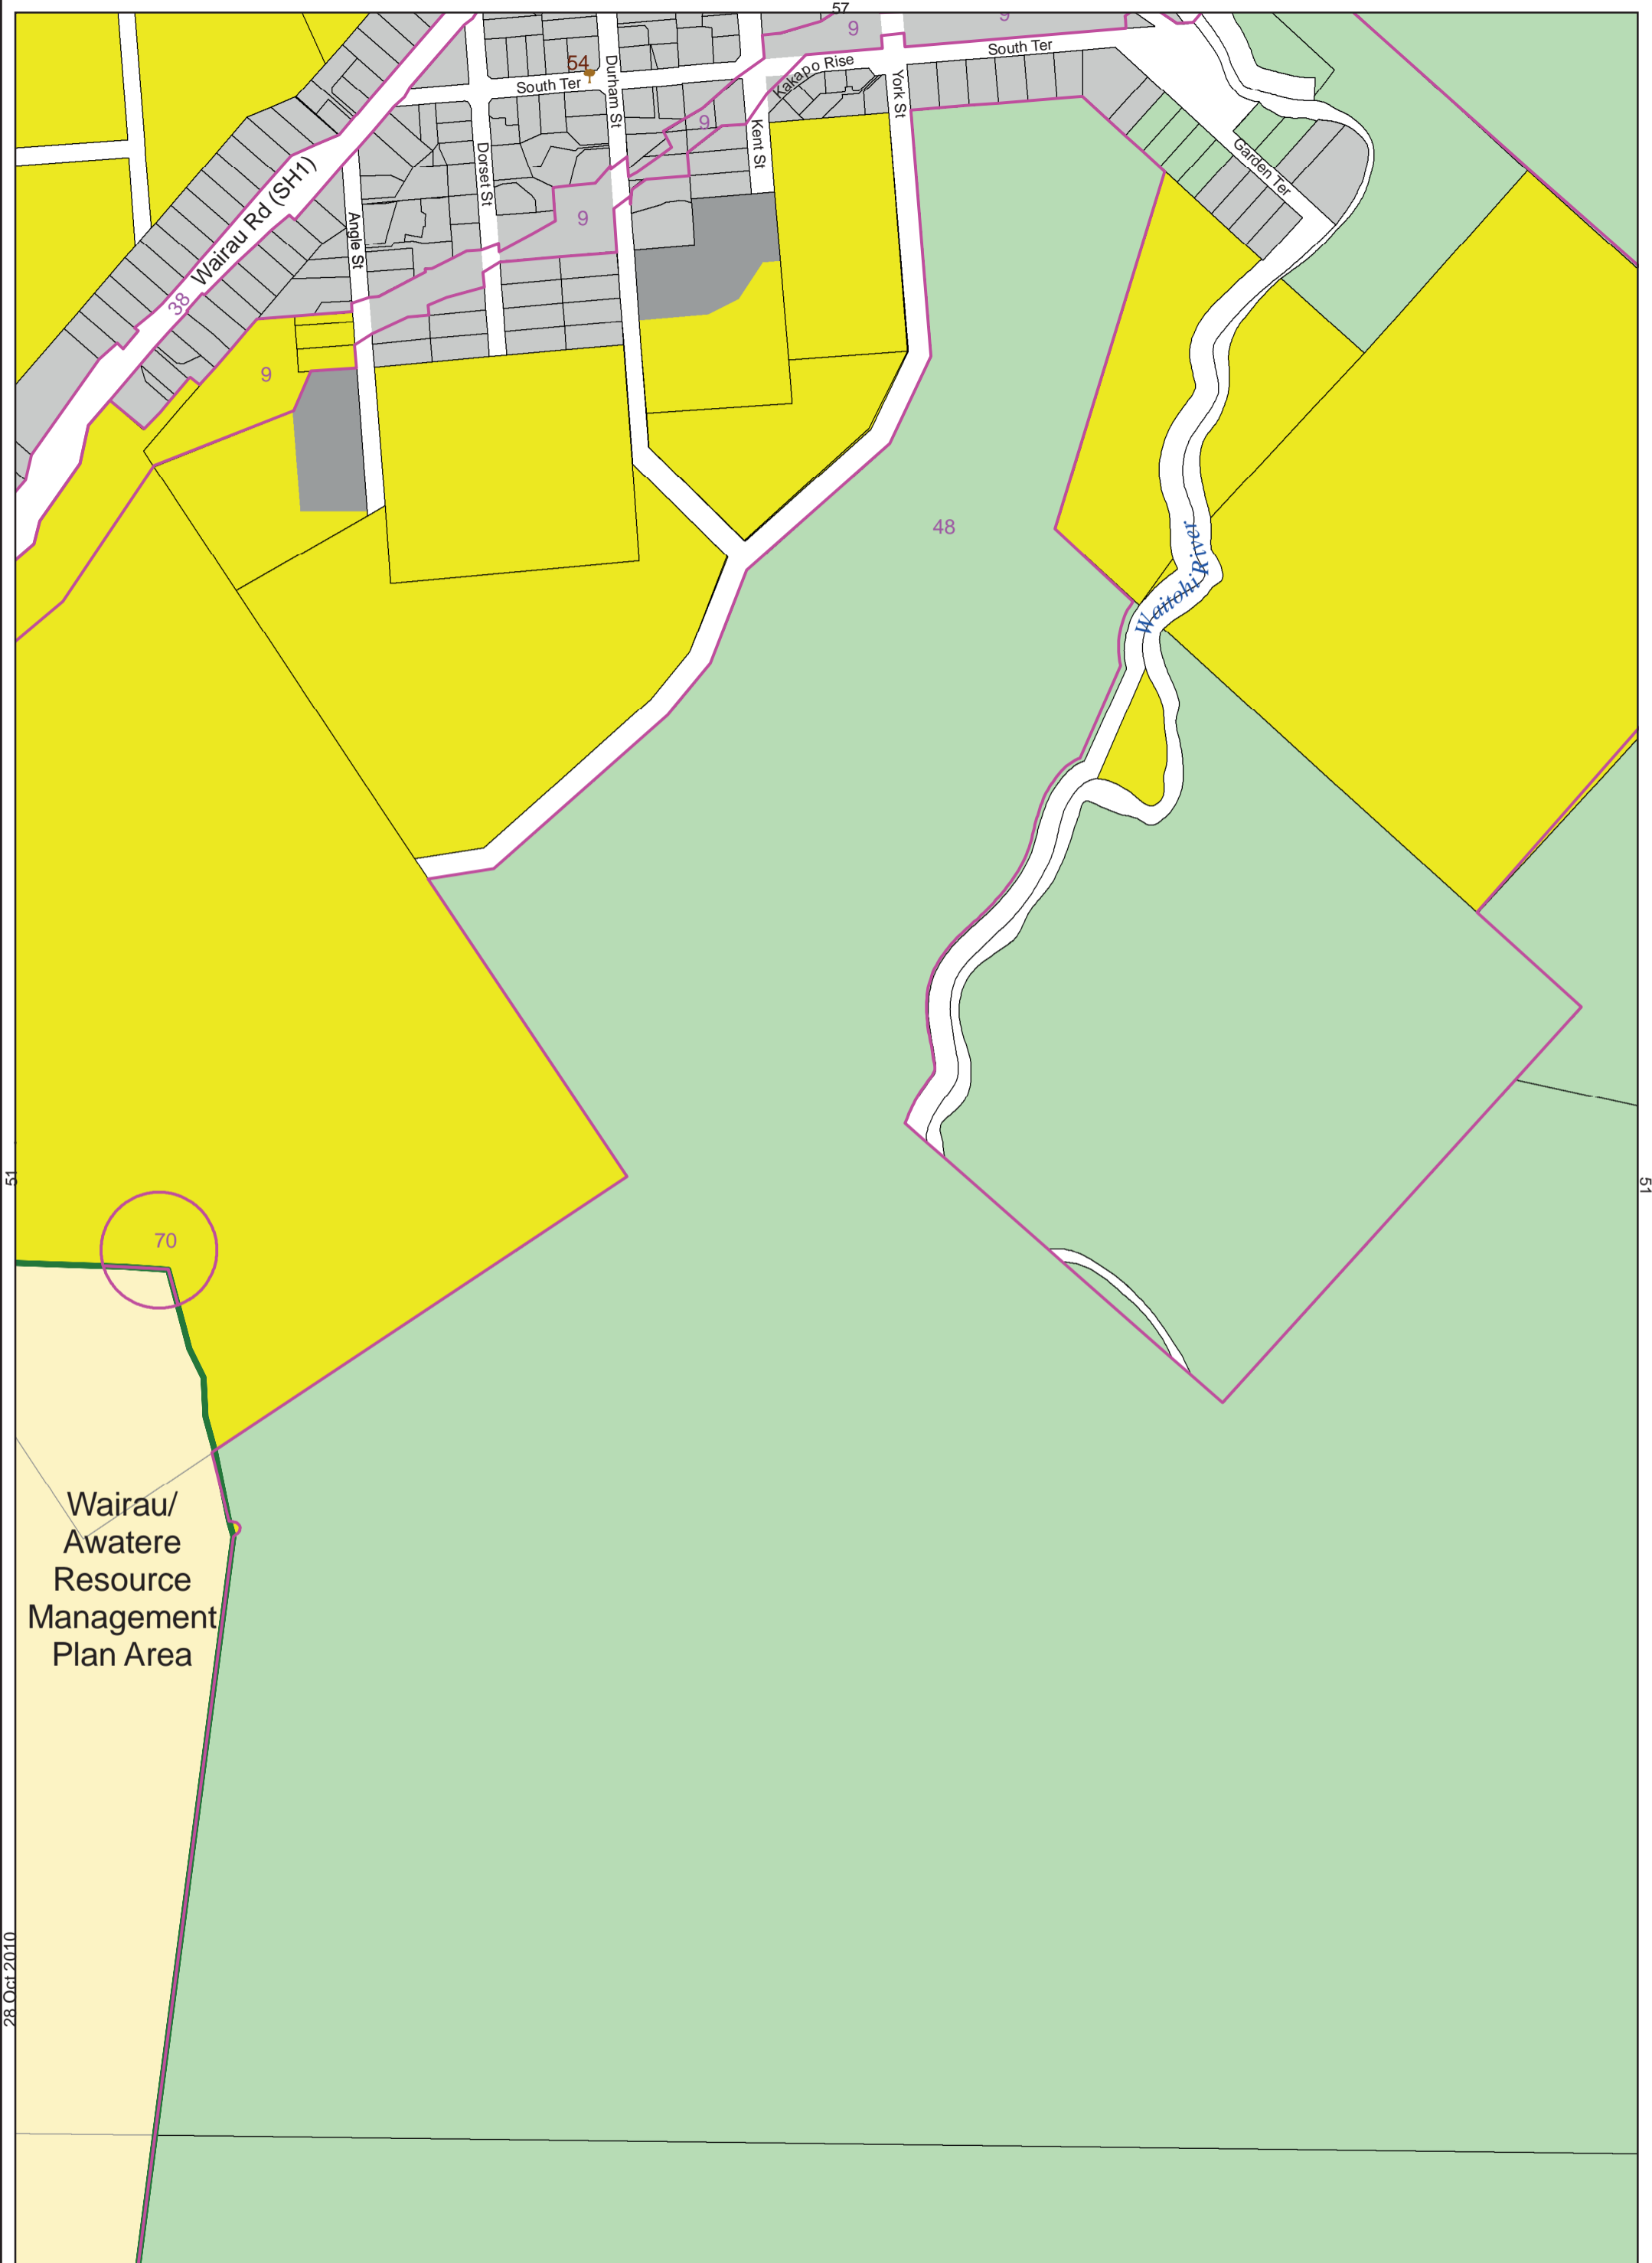 57
9
9
South Ter
54
South Ter
Durham St
Kakapo Rise
York St
9
Kent St
Dorset St
Garden Ter
Wairau Rd (SH1)
38
Angle St
9
9
48
Waitohi River
51
51
70
Wairau/
Awatere
Resource
Management
Plan Area
28 Oct 2010